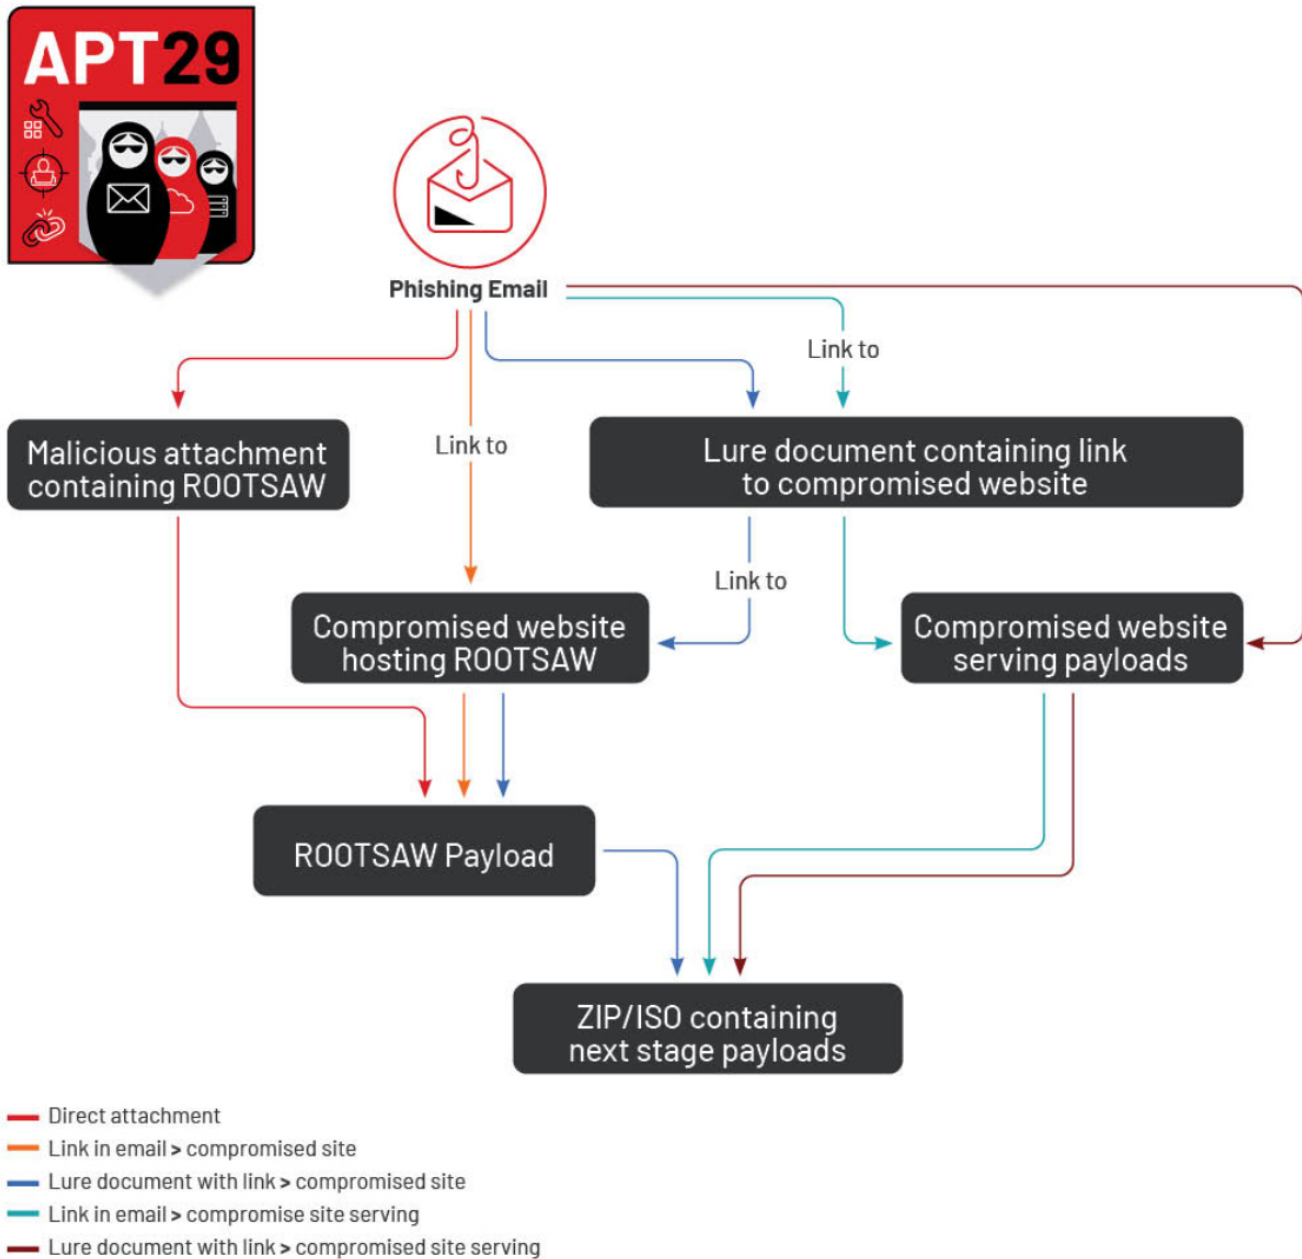 APT29
Phishing Email
Link to
Link to
Malicious attachment
containing ROOTSAW
Lure document containing link
to compromised website
Link to
Compromised website
hosting ROOTSAW
Compromised website
serving payloads
ROOTSAW Payload
ZIP/ISO containing
next stage payloads
Direct attachment
Link in email > compromised site
Lure document with link > compromised site
Link in email > compromise site serving
Lure document with link > compromised site serving